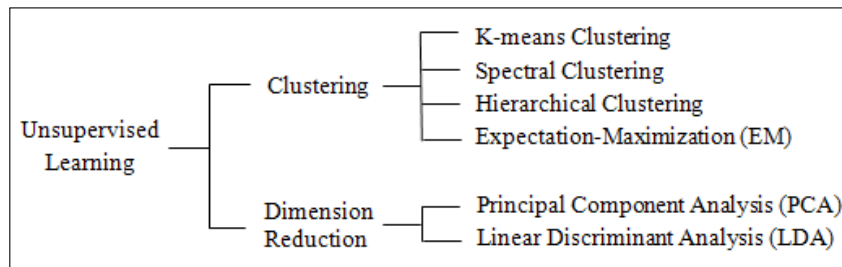 Unsupervised
Learning
Clustering
K-means Clustering
Spectral Clustering
Hierarchical Clustering
Expectation-Maximization (EM)
Dimension
Reduction
Principal Component Analysis (PCA)
Linear Discriminant Analysis (LDA)